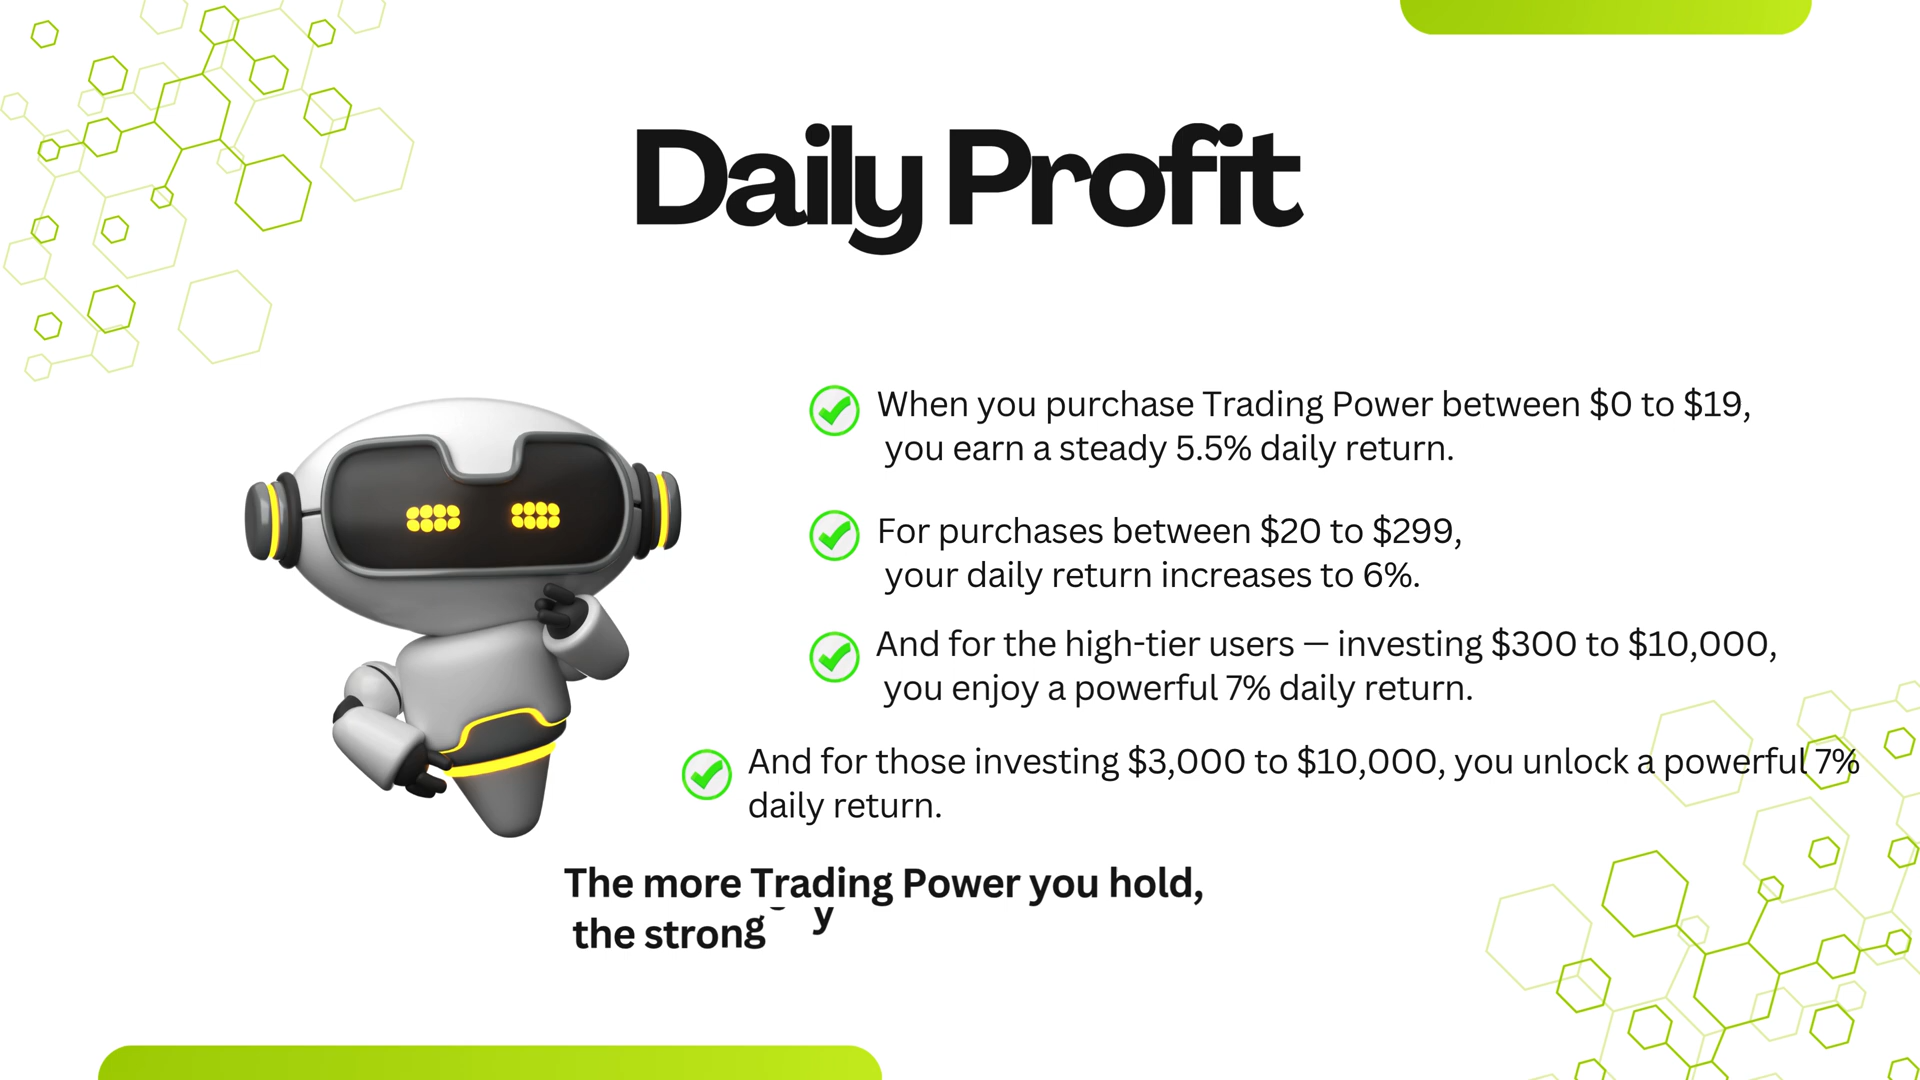 Daily Profit
When you purchase Trading Power between $0 to $19,
you earn a steady 5.5% daily return.
For purchases between $20 to $299,
your daily return increases to 6%.
And for the high-tier users — investing $300 to $10,000,
you enjoy a powerful 7% daily return.
And for those investing $3,000 to $10,000, you unlock a powerful 7%
daily return.
The more Trading Power you hold,
the strong